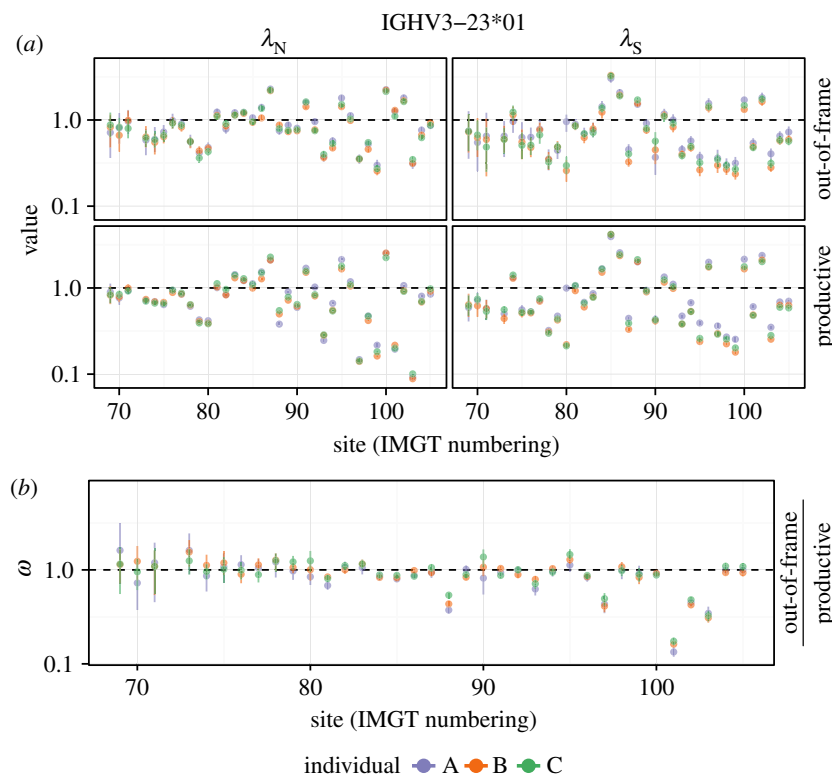 IGHV3–23*01
(a)
λN
λS
value
1.0
0.1
out-of-frame
1.0
0.1
productive
70 80 90 100
70 80 90 100
site (IMGT numbering)
(b)
ω
1.0
0.1
out-of-frame
productive
70 80 90 100
site (IMGT numbering)
individual A B C